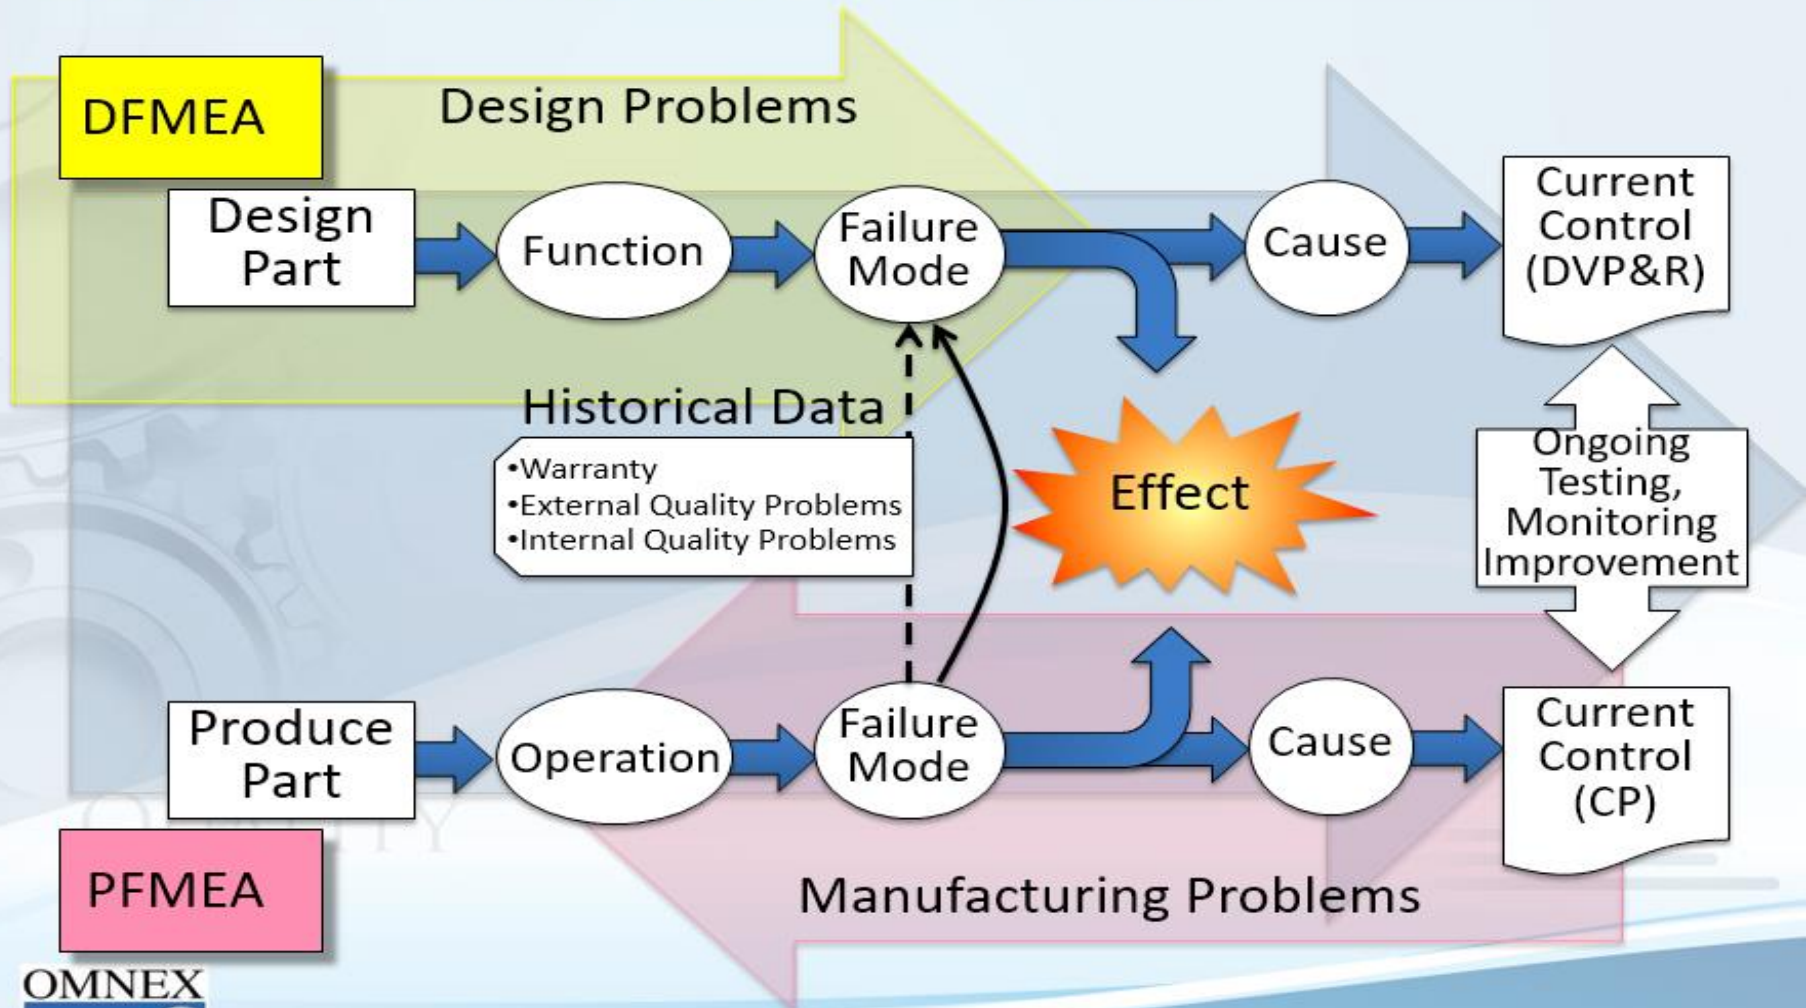 DFMEA
Design Problems
Design
Part
Function
Failure
Mode
Cause
Current
Control
(DVP&R)
Historical Data
•Warranty
•External Quality Problems
•Internal Quality Problems
Effect
Ongoing
Testing,
Monitoring
Improvement
Produce
Part
Operation
Failure
Mode
Cause
Current
Control
(CP)
QUALITY
PFMEA
Manufacturing Problems
OMNEX